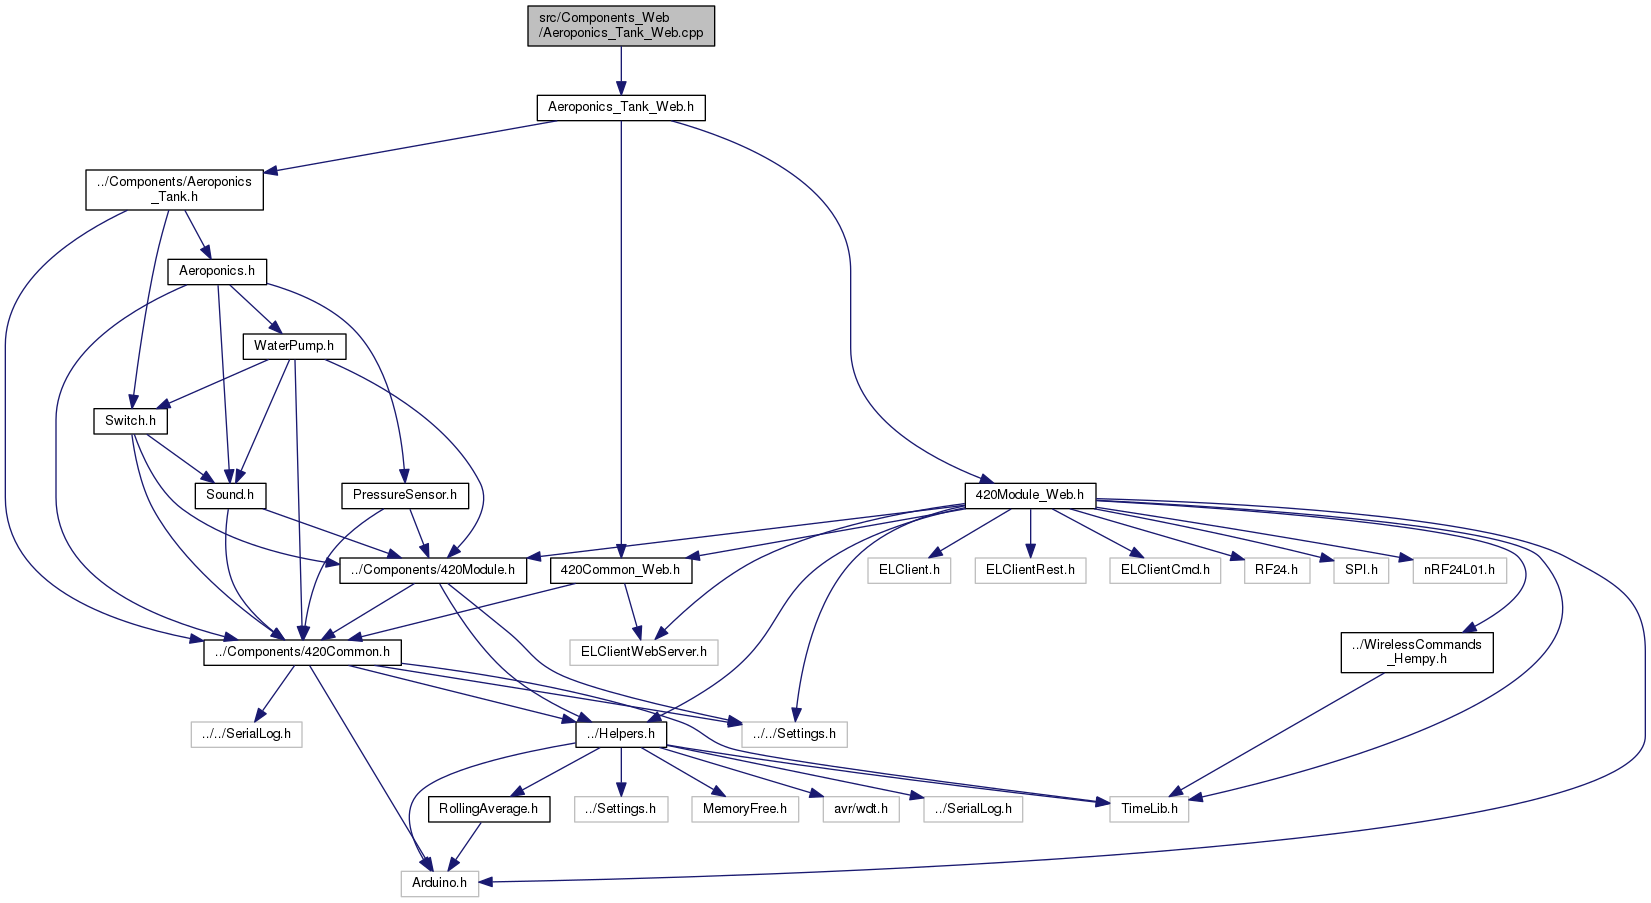 src/Components_Web
/Aeroponics_Tank_Web.cpp
Aeroponics_Tank_Web.h
../Components/Aeroponics
_Tank.h
Aeroponics.h
WaterPump.h
Switch.h
Sound.h
PressureSensor.h
420Module_Web.h
../Components/420Module.h
420Common_Web.h
ELClient.h
ELClientRest.h
ELClientCmd.h
RF24.h
SPI.h
nRF24L01.h
../Components/420Common.h
ELClientWebServer.h
../WirelessCommands
_Hempy.h
../../SerialLog.h
../Helpers.h
../../Settings.h
RollingAverage.h
../Settings.h
MemoryFree.h
avr/wdt.h
../SerialLog.h
TimeLib.h
Arduino.h